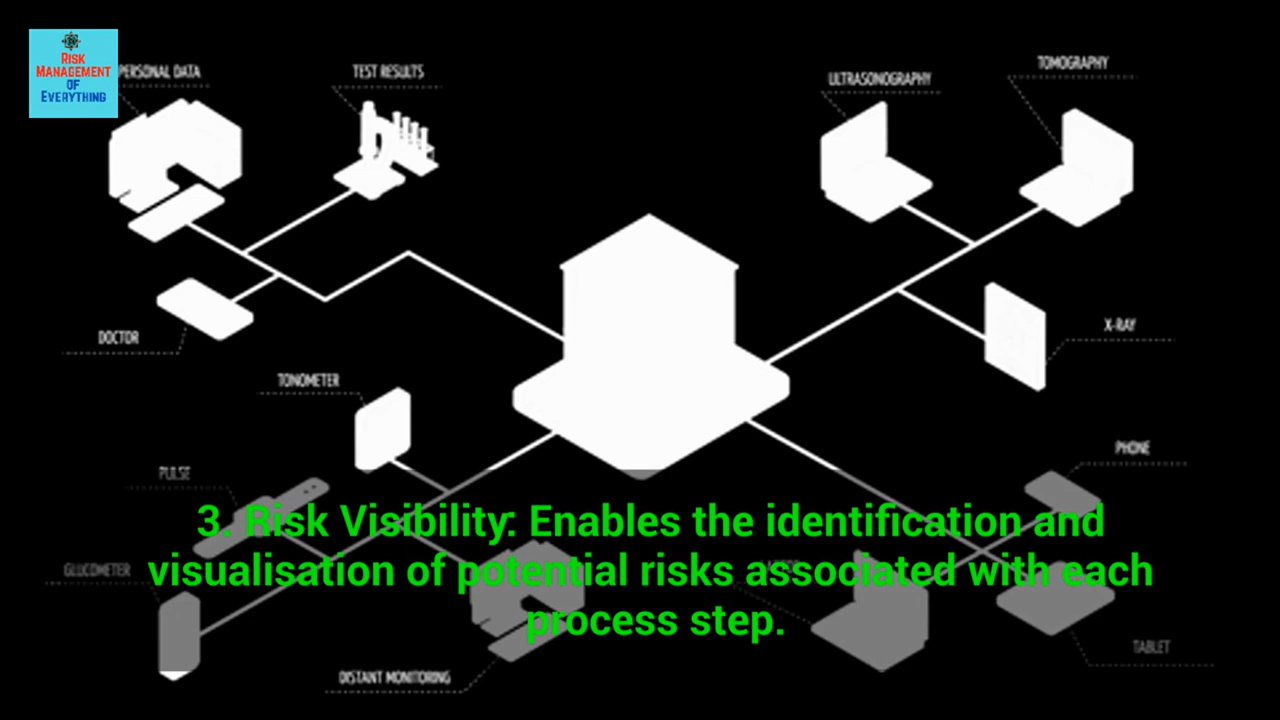 RISK
MANAGEMENT
OF
EVERYTHING
PERSONAL DATA
TEST RESULTS
ULTRASONOGRAPHY
TOMOGRAPHY
DOCTOR
X-RAY
TONOMETER
PHONE
PULSE
3. Risk Visibility: Enables the identification and
visualisation of potential risks associated with each
process step.
GLUCOMETER
TABLET
DISTANT MONITORING